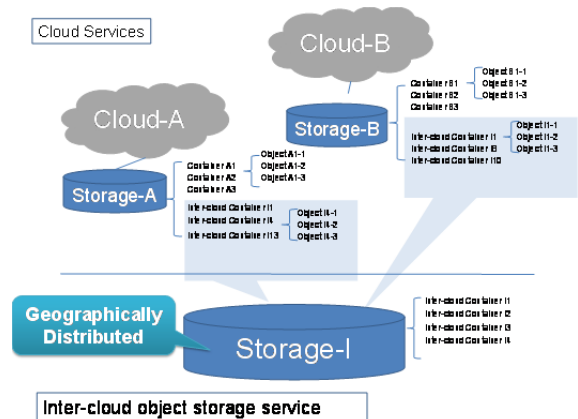 Cloud Services
Cloud-B
Cloud-A
Storage-B
Container B1
Container B2
Container B3
Object B1-1
Object B1-2
Object B1-3
Inter-cloud Container I1
Inter-cloud Container I3
Inter-cloud Container I10
Object I1-1
Object I1-2
Object I1-3
Storage-A
Container A1
Container A2
Container A3
Object A1-1
Object A1-2
Object A1-3
Inter-cloud Container I1
Inter-cloud Container I4
Inter-cloud Container I13
Object I4-1
Object I4-2
Object I4-3
Geographically
Distributed
Storage-I
Inter-cloud Container I1
Inter-cloud Container I2
Inter-cloud Container I3
Inter-cloud Container I4
Inter-cloud object storage service